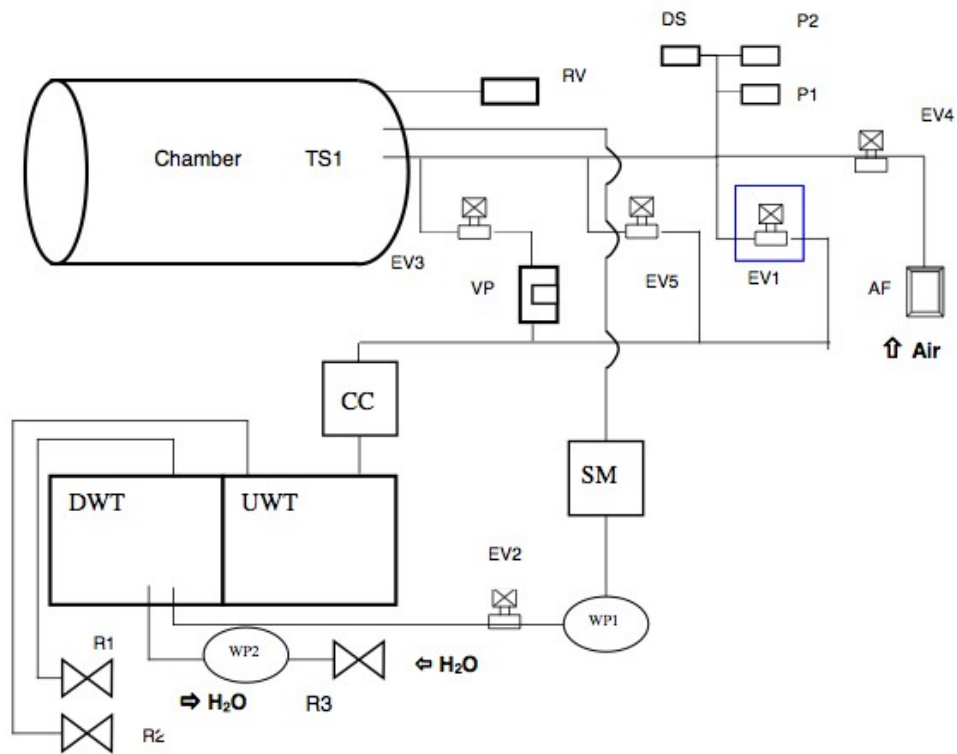 DS
P2
RV
P1
EV4
Chamber
TS1
EV3
VP
EV5
EV1
AF
⇧ Air
CC
SM
DWT
UWT
EV2
WP1
R1
WP2
⇦ H₂O
⇨ H₂O
R3
R2